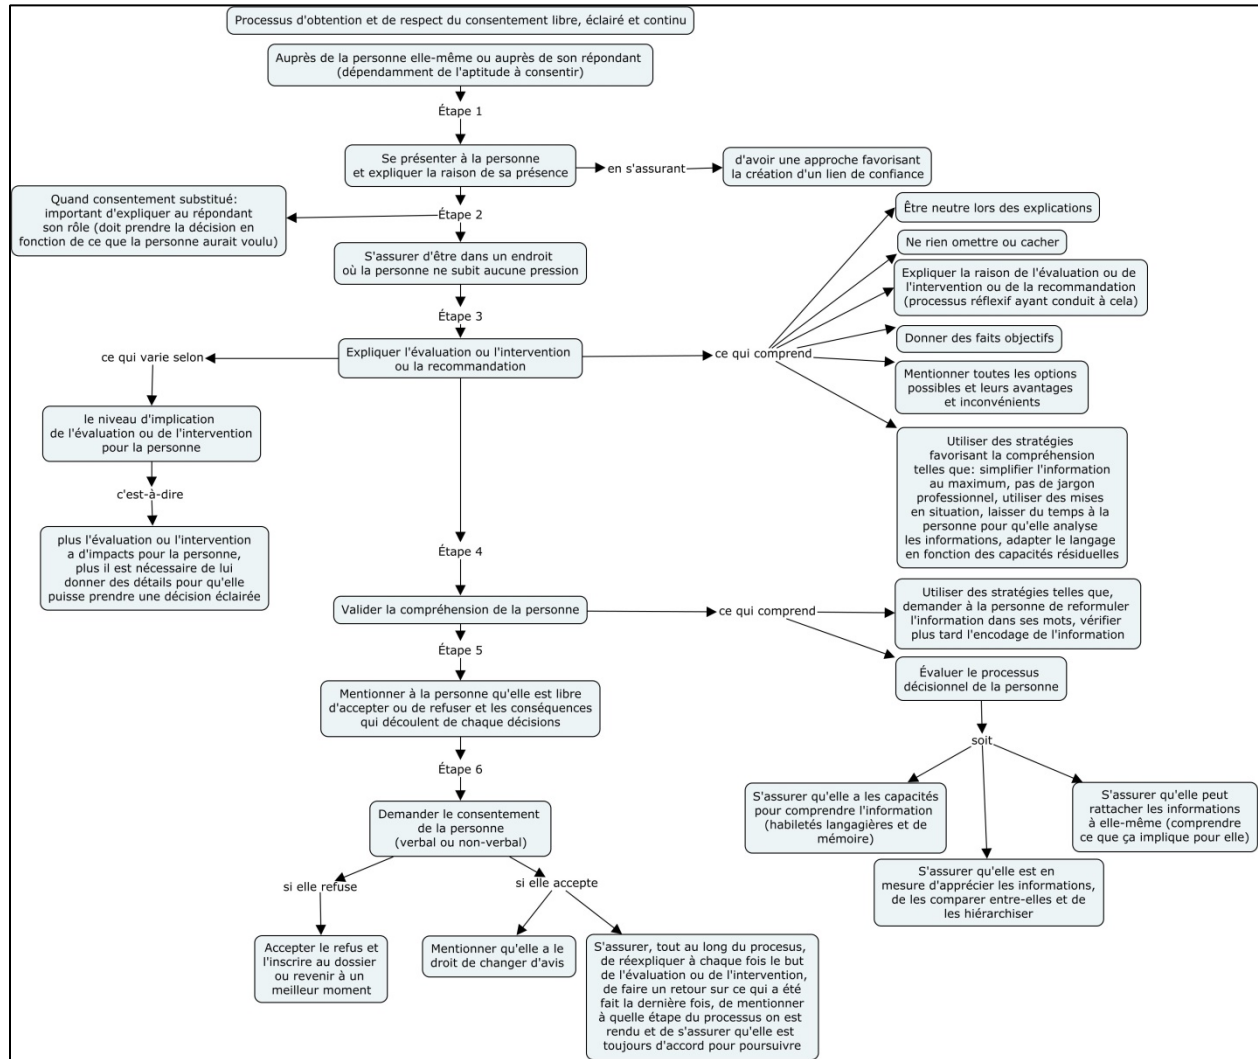 Processus d'obtention et de respect du consentement libre, éclairé et continu
Auprès de la personne elle-même ou auprès de son répondant
(dépendamment de l'aptitude à consentir)
Étape 1
Se présenter à la personne
et expliquer la raison de sa présence
en s'assurant
d'avoir une approche favorisant
la création d'un lien de confiance
Étape 2
Quand consentement substitué:
important d'expliquer au répondant
son rôle (doit prendre la décision en
fonction de ce que la personne aurait voulu)
S'assurer d'être dans un endroit
où la personne ne subit aucune pression
Étape 3
Expliquer l'évaluation ou l'intervention
ou la recommandation
ce qui varie selon
le niveau d'implication
de l'évaluation ou de l'intervention
pour la personne
c'est-à-dire
plus l'évaluation ou l'intervention
a d'impacts pour la personne,
plus il est nécessaire de lui
donner des détails pour qu'elle
puisse prendre une décision éclairée
ce qui comprend
Être neutre lors des explications
Ne rien omettre ou cacher
Expliquer la raison de l'évaluation ou de
l'intervention ou de la recommandation
(processus réflexif ayant conduit à cela)
Donner des faits objectifs
Mentionner toutes les options
possibles et leurs avantages
et inconvénients
Utiliser des stratégies
favorisant la compréhension
telles que: simplifier l'information
au maximum, pas de jargon
professionnel, utiliser des mises
en situation, laisser du temps à la
personne pour qu'elle analyse
les informations, adapter le langage
en fonction des capacités résiduelles
Étape 4
Valider la compréhension de la personne
ce qui comprend
Utiliser des stratégies telles que,
demander à la personne de reformuler
l'information dans ses mots, vérifier
plus tard l'encodage de l'information
Évaluer le processus
décisionnel de la personne
soit
S'assurer qu'elle a les capacités
pour comprendre l'information
(habiletés langagières et de
mémoire)
S'assurer qu'elle est en
mesure d'apprécier les informations,
de les comparer entre-elles et de
les hiérarchiser
S'assurer qu'elle peut
rattacher les informations
à elle-même (comprendre
ce que ça implique pour elle)
Étape 5
Mentionner à la personne qu'elle est libre
d'accepter ou de refuser et les conséquences
qui découlent de chaque décisions
Étape 6
Demander le consentement
de la personne
(verbal ou non-verbal)
si elle refuse
Accepter le refus et
l'inscrire au dossier
ou revenir à un
meilleur moment
si elle accepte
Mentionner qu'elle a le
droit de changer d'avis
S'assurer, tout au long du procesus,
de réexpliquer à chaque fois le but
de l'évaluation ou de l'intervention,
de faire un retour sur ce qui a été
fait la dernière fois, de mentionner
à quelle étape du processus on est
rendu et de s'assurer qu'elle est
toujours d'accord pour poursuivre